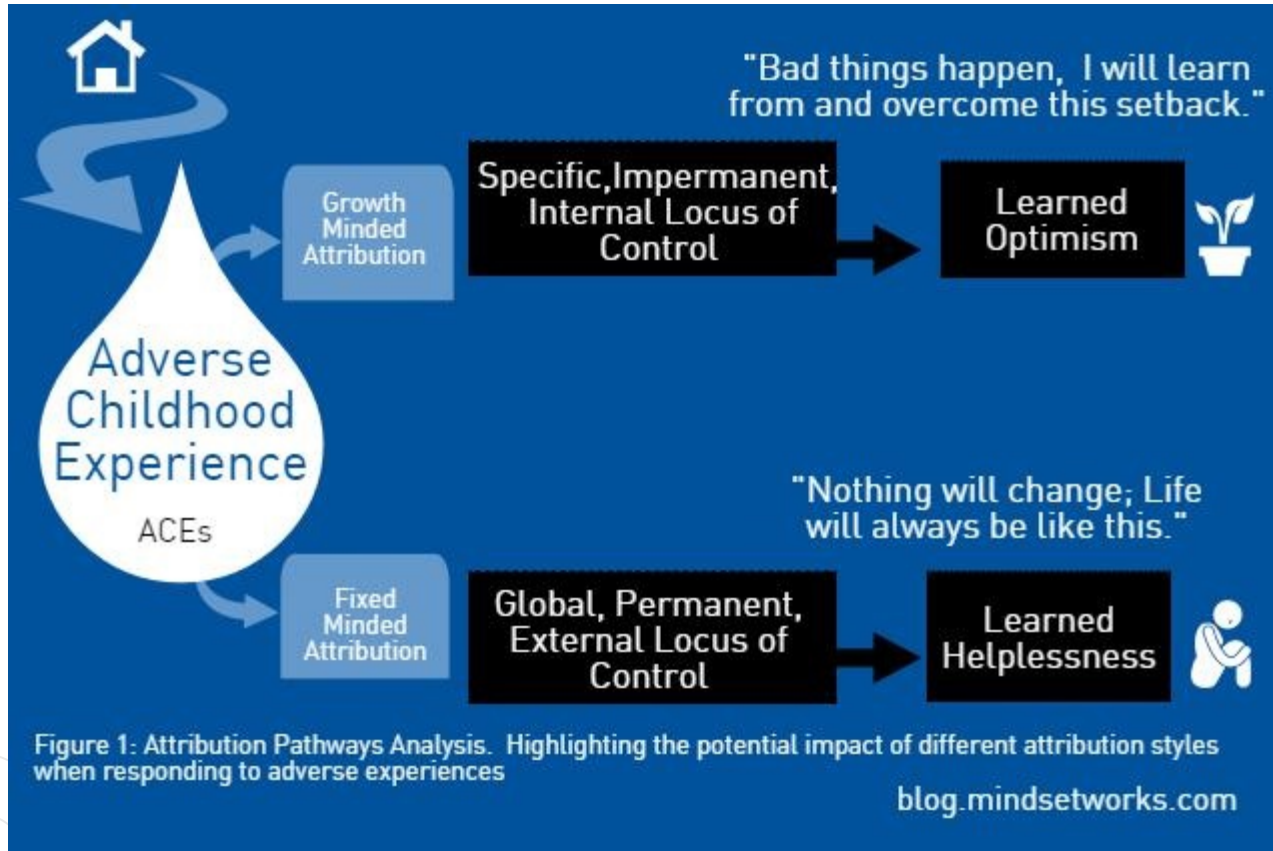 "Bad things happen,  I will learn
from and overcome this setback."
Growth
Minded
Attribution
Specific,Impermanent,
Internal Locus of
Control
Learned
Optimism
Adverse
Childhood
Experience
ACEs
"Nothing will change; Life
will always be like this."
Fixed
Minded
Attribution
Global, Permanent,
External Locus of
Control
Learned
Helplessness
Figure 1: Attribution Pathways Analysis.  Highlighting the potential impact of different attribution styles
when responding to adverse experiences
blog.mindsetworks.com